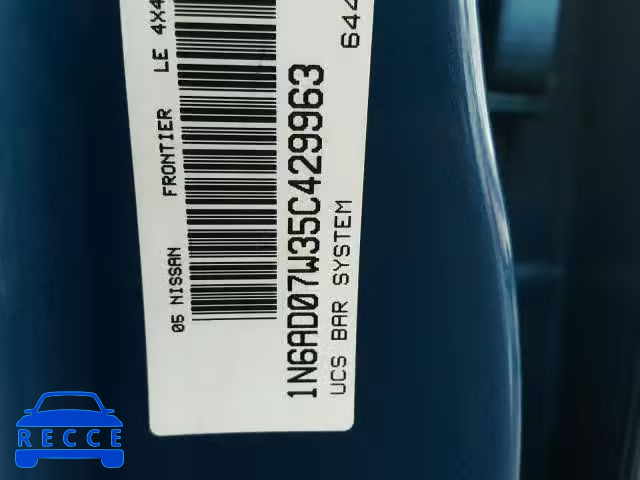 05 NISSAN FRONTIER LE 4X4
1N6AD07W35C429963
UCS BAR SYSTEM 644
RECCE